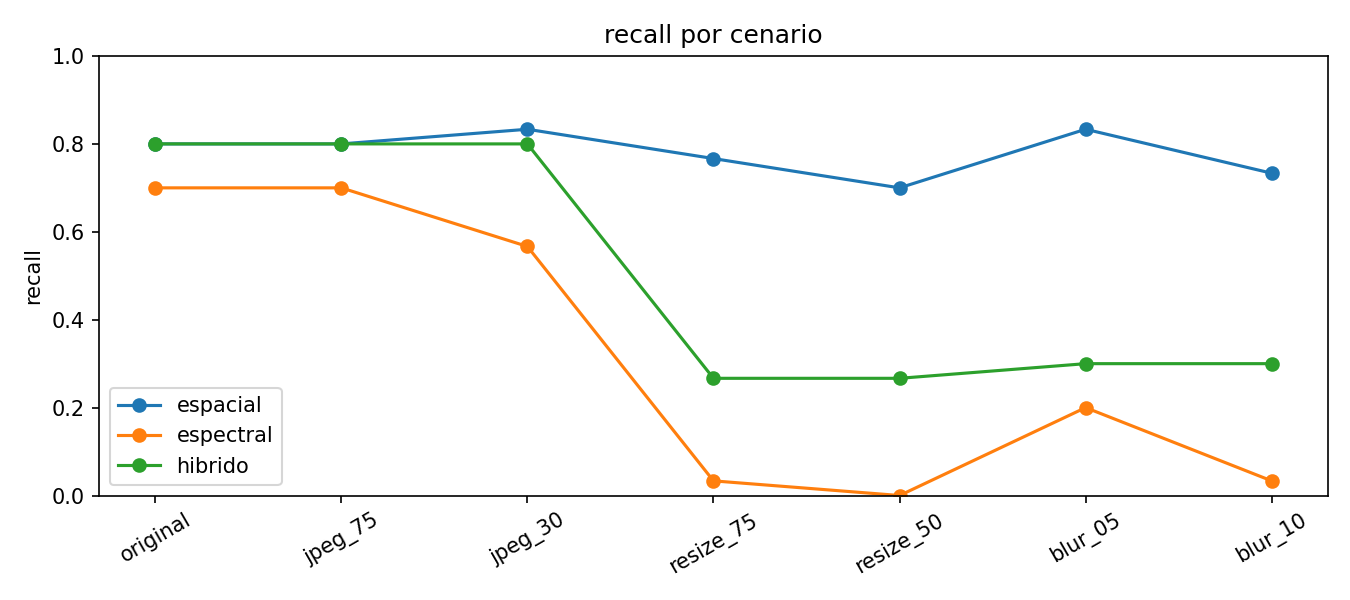 recall por cenario
recall
1.0
0.8
0.6
0.4
0.2
0.0
espacial
espectral
hibrido
original
jpeg_75
jpeg_30
resize_75
resize_50
blur_05
blur_10